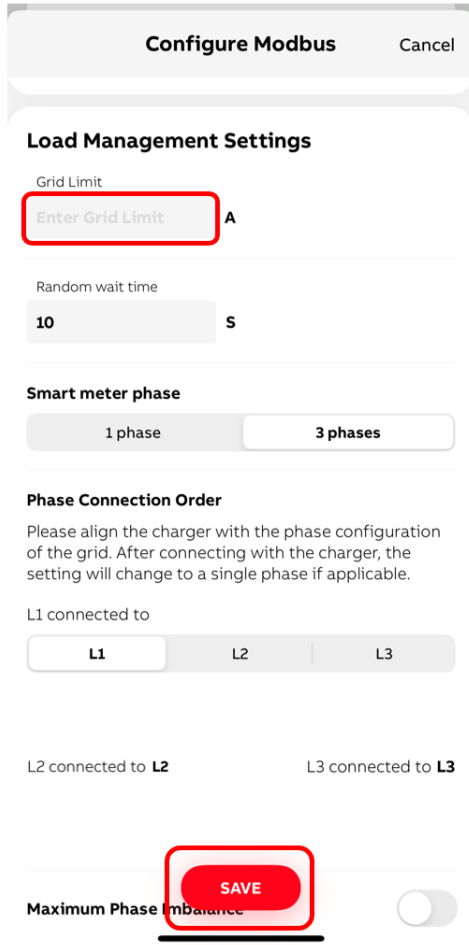 Configure Modbus Cancel
Load Management Settings
Grid Limit
Enter Grid Limit A
Random wait time
10 S
Smart meter phase
1 phase 3 phases
Phase Connection Order
Please align the charger with the phase configuration
of the grid. After connecting with the charger, the
setting will change to a single phase if applicable.
L1 connected to
L1 L2 L3
L2 connected to L2 L3 connected to L3
SAVE
Maximum Phase Imbalance